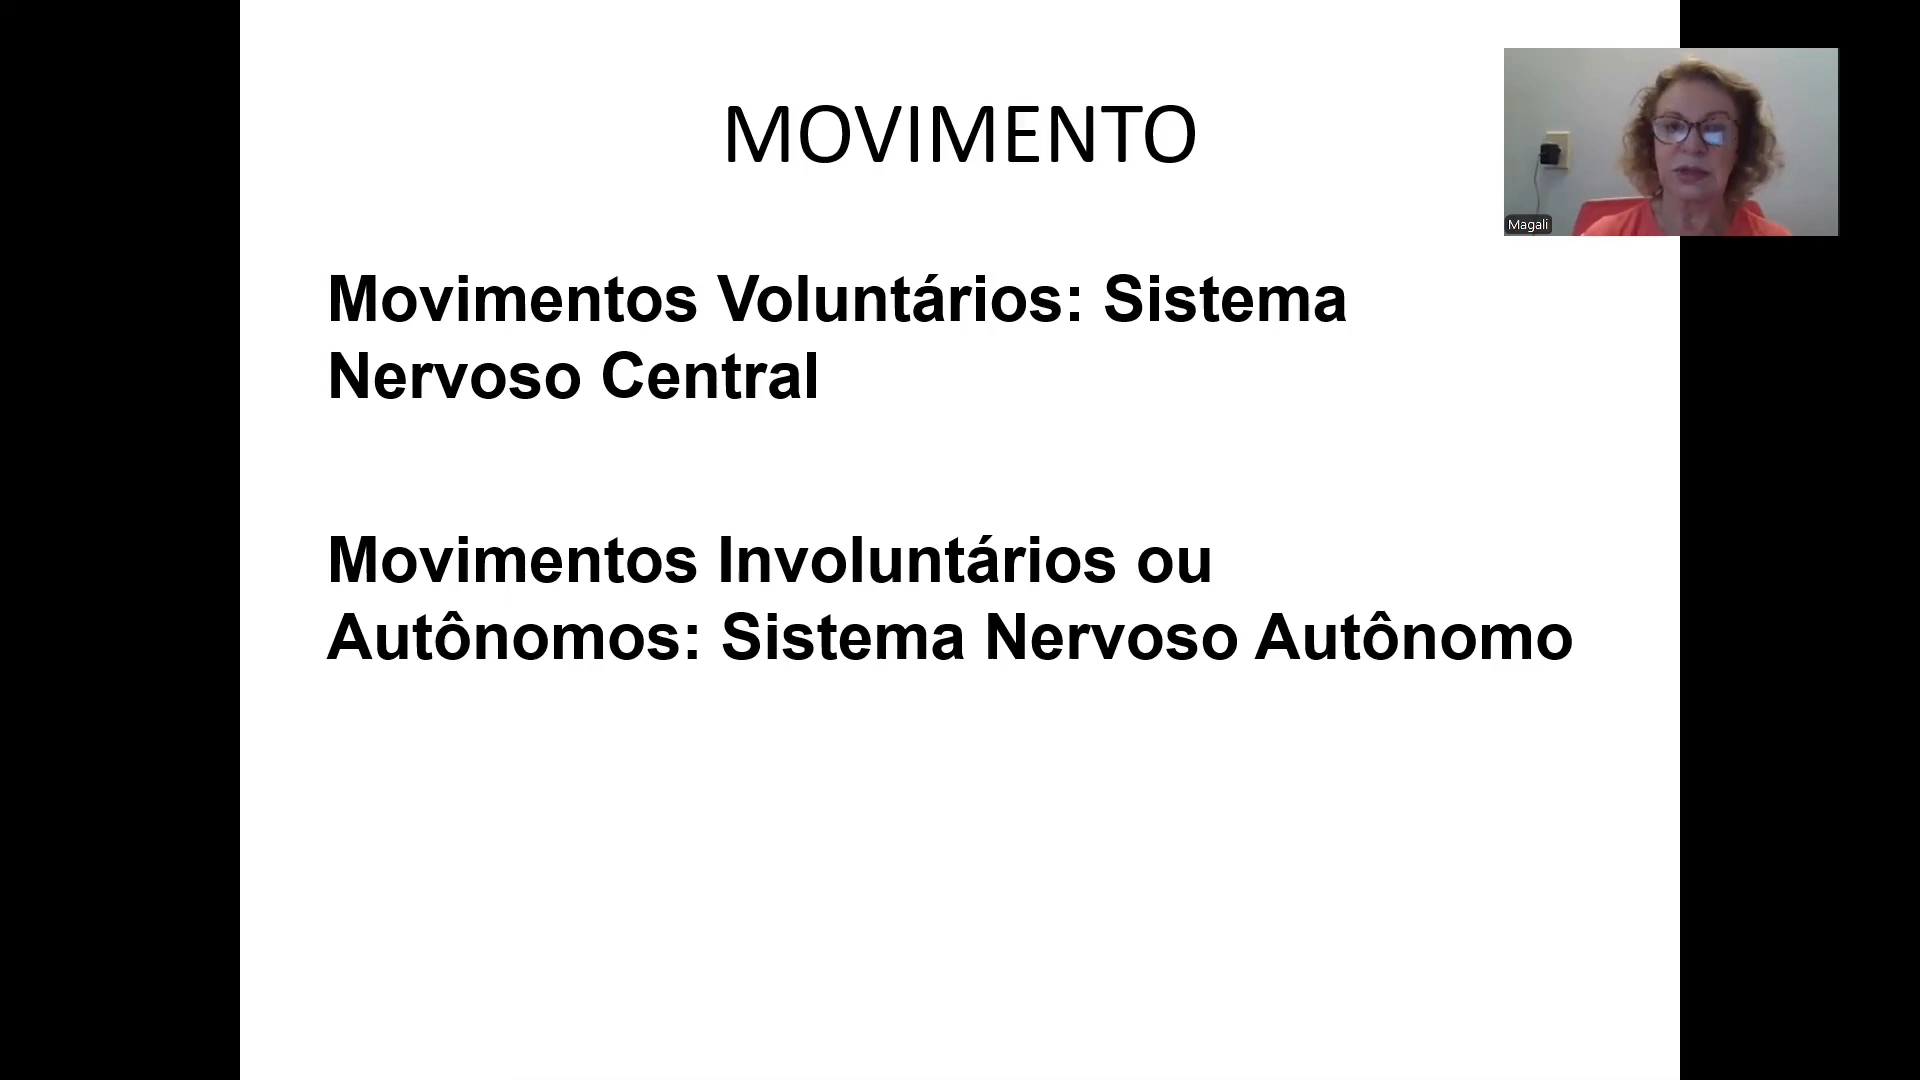 MOVIMENTO
Magali
Movimentos Voluntários: Sistema
Nervoso Central
Movimentos Involuntários ou
Autônomos: Sistema Nervoso Autônomo